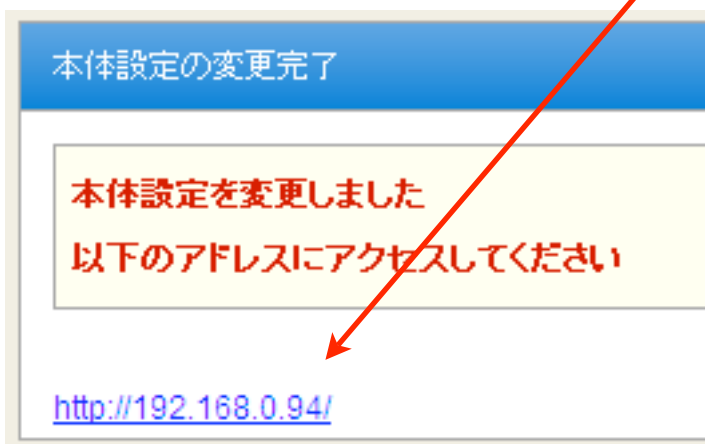 本体設定の変更完了
本体設定を変更しました
以下のアドレスにアクセスしてください
http://192.168.0.94/